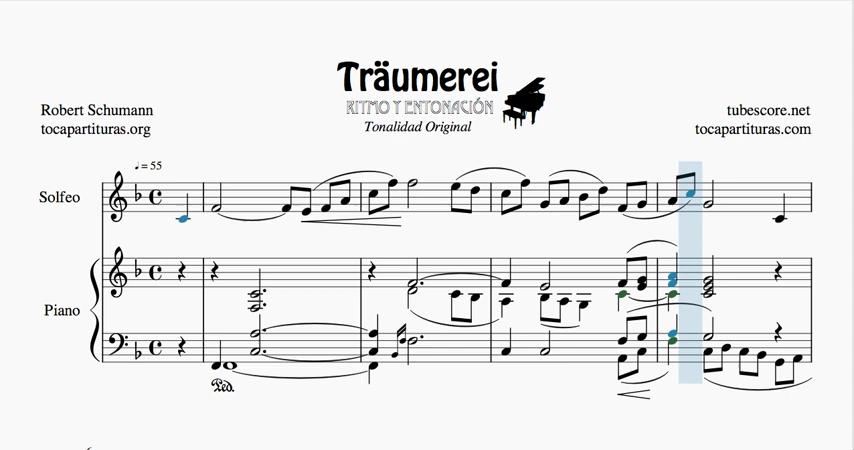 Träumerei
RITMO Y ENTONACIÓN
Tonalidad Original
Robert Schumann
tocapartituras.org
tubescore.net
tocapartituras.com
♩ = 55
Solfeo
Piano
Ped.